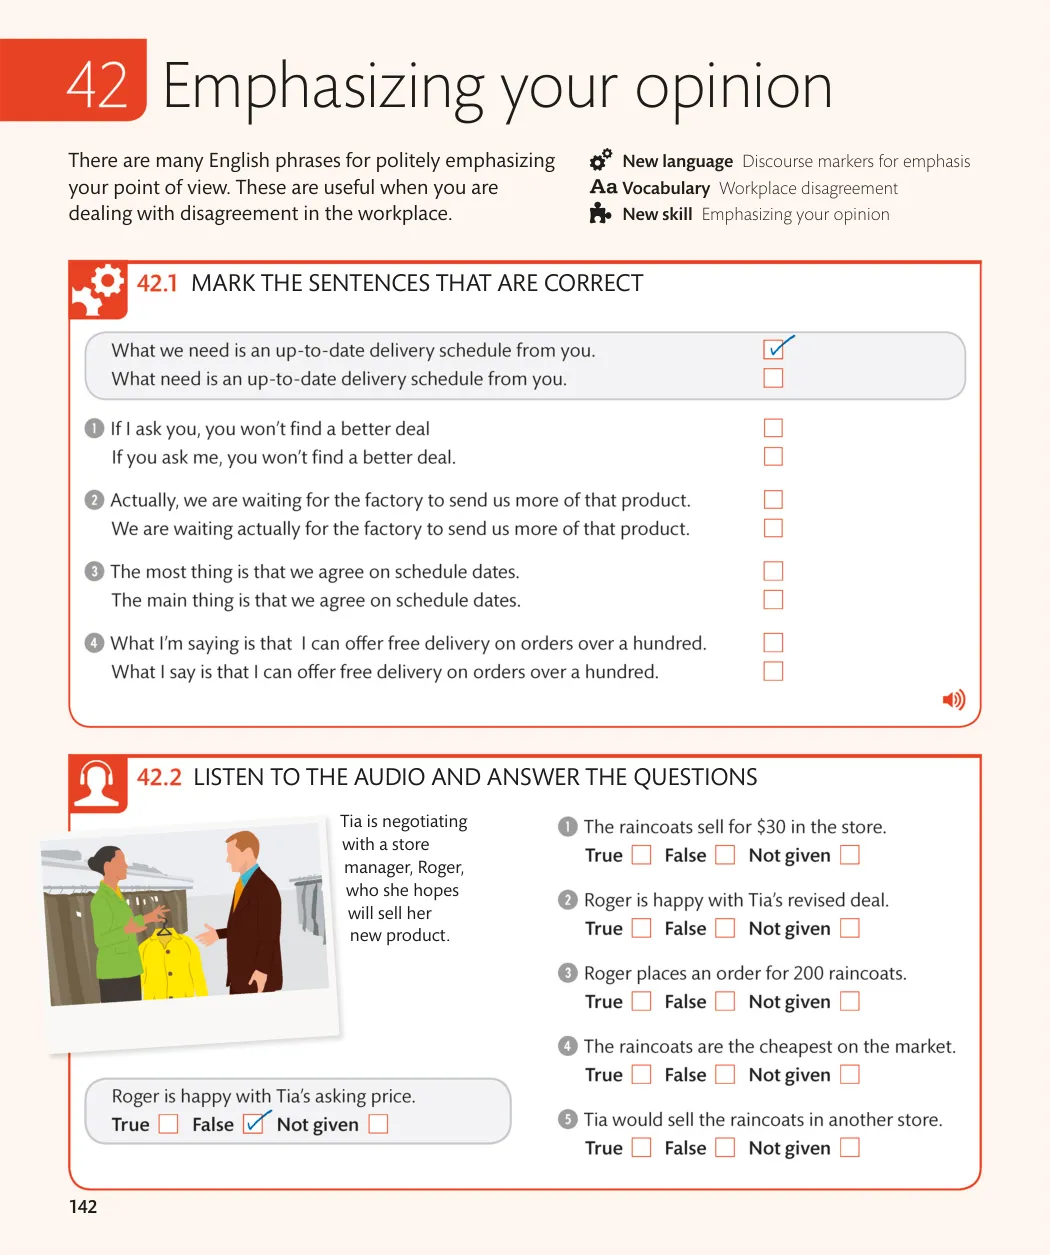 42 Emphasizing your opinion
There are many English phrases for politely emphasizing
your point of view. These are useful when you are
dealing with disagreement in the workplace.
New language Discourse markers for emphasis
Aa Vocabulary Workplace disagreement
New skill Emphasizing your opinion
42.1 MARK THE SENTENCES THAT ARE CORRECT
What we need is an up-to-date delivery schedule from you.
What need is an up-to-date delivery schedule from you.
1 If I ask you, you won't find a better deal
If you ask me, you won't find a better deal.
2 Actually, we are waiting for the factory to send us more of that product.
We are waiting actually for the factory to send us more of that product.
3 The most thing is that we agree on schedule dates.
The main thing is that we agree on schedule dates.
4 What I'm saying is that I can offer free delivery on orders over a hundred.
What I say is that I can offer free delivery on orders over a hundred.
42.2 LISTEN TO THE AUDIO AND ANSWER THE QUESTIONS
Tia is negotiating
with a store
manager, Roger,
who she hopes
will sell her
new product.
Roger is happy with Tia's asking price.
True False Not given
1 The raincoats sell for $30 in the store.
True False Not given
2 Roger is happy with Tia's revised deal.
True False Not given
3 Roger places an order for 200 raincoats.
True False Not given
4 The raincoats are the cheapest on the market.
True False Not given
5 Tia would sell the raincoats in another store.
True False Not given
142